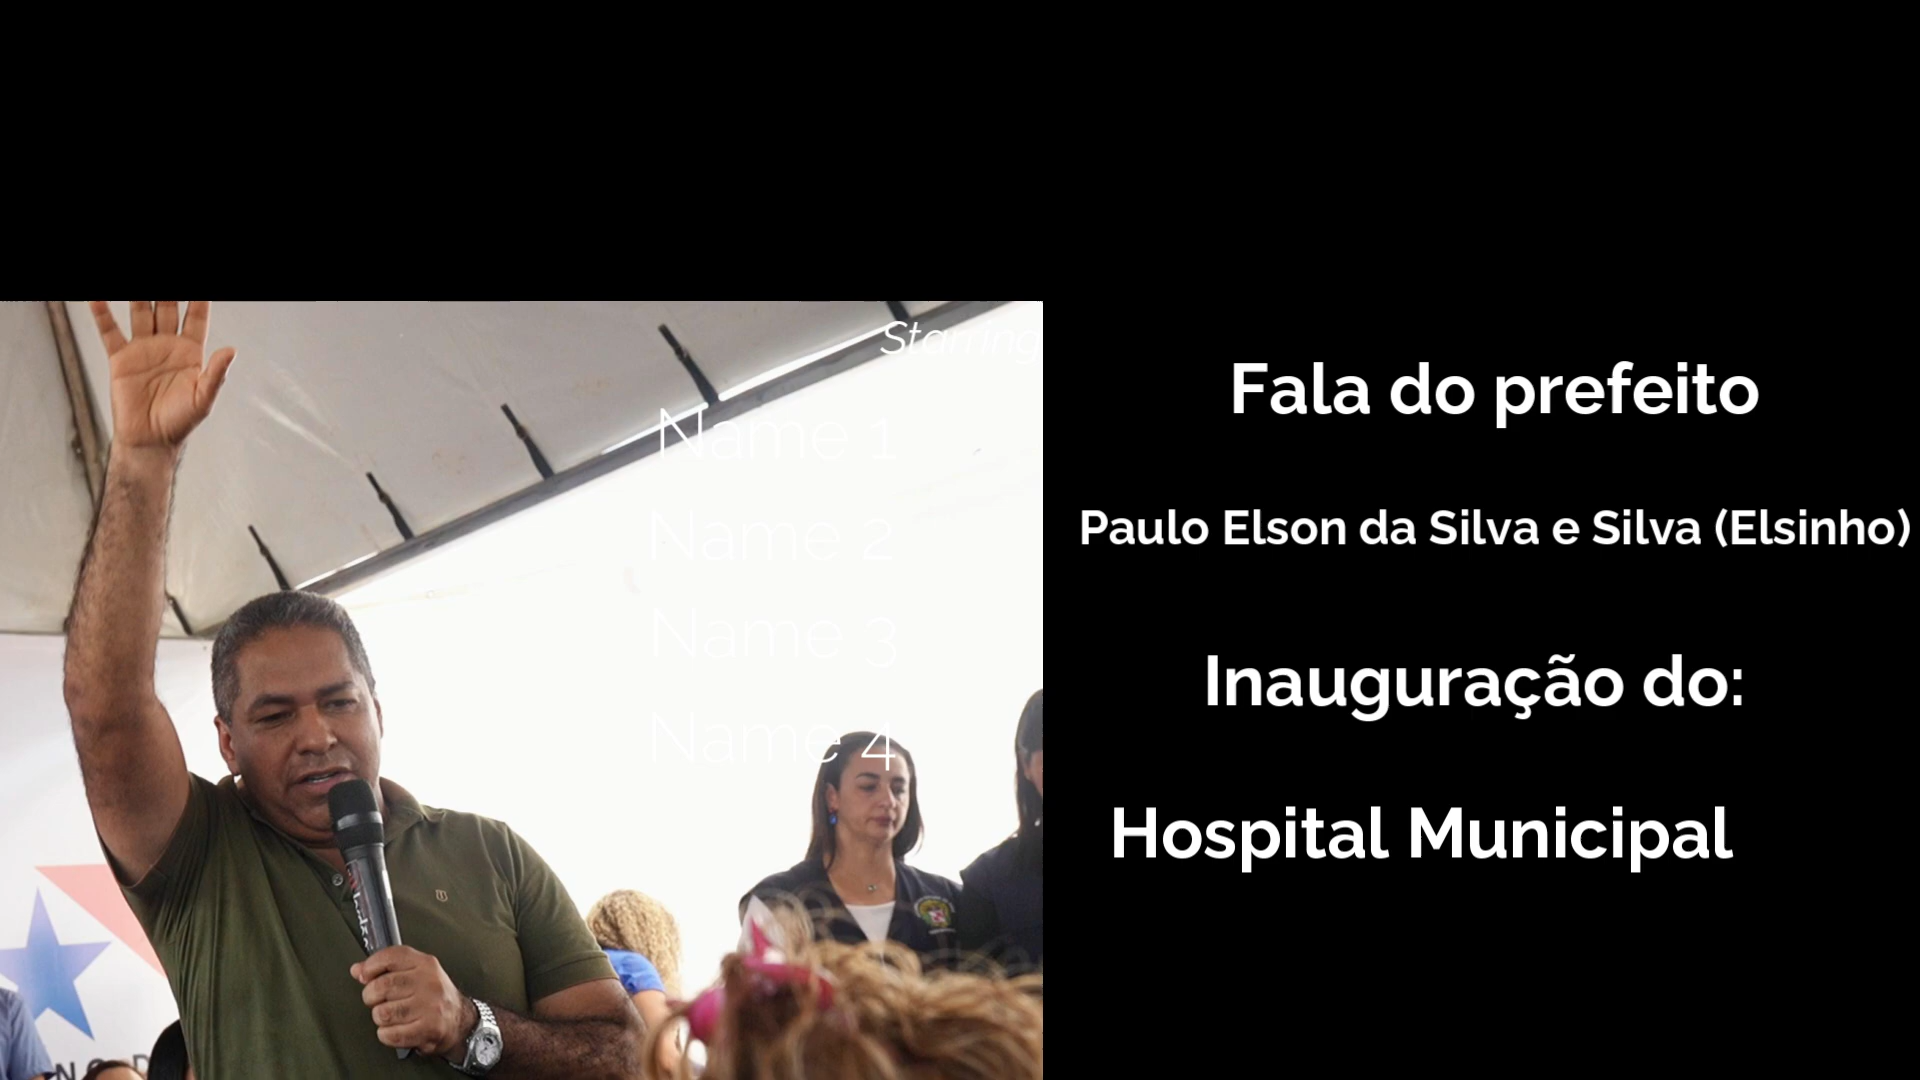 Starring
Name 1
Name 2
Name 3
Name 4
Fala do prefeito
Paulo Elson da Silva e Silva (Elsinho)
Inauguração do:
Hospital Municipal